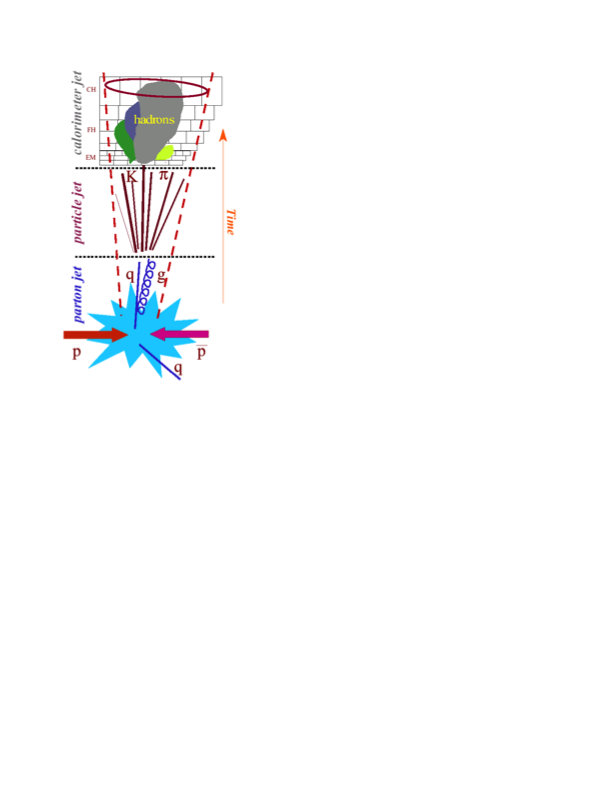 calorimeter jet
CH
FH
EM
hadrons
K π
particle jet
Time
parton jet
q g
p p̅
q